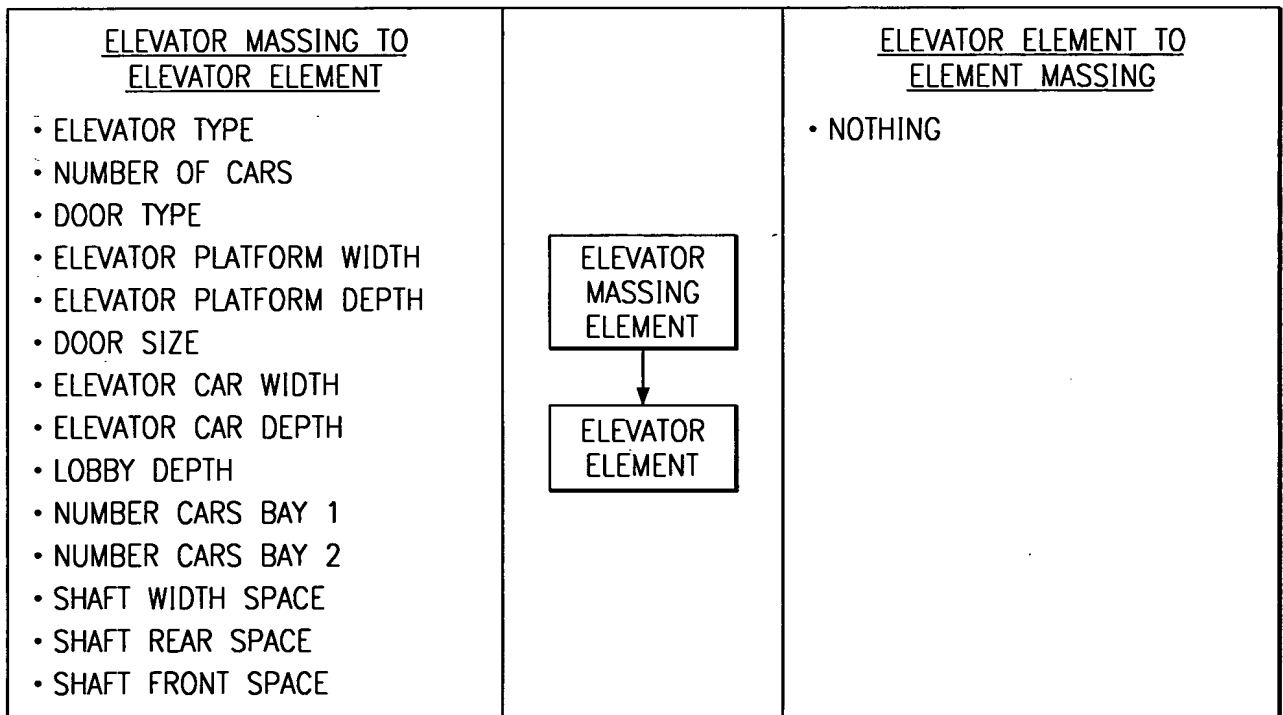 ELEVATOR MASSING TO
ELEVATOR ELEMENT
• ELEVATOR TYPE
• NUMBER OF CARS
• DOOR TYPE
• ELEVATOR PLATFORM WIDTH
• ELEVATOR PLATFORM DEPTH
• DOOR SIZE
• ELEVATOR CAR WIDTH
• ELEVATOR CAR DEPTH
• LOBBY DEPTH
• NUMBER CARS BAY 1
• NUMBER CARS BAY 2
• SHAFT WIDTH SPACE
• SHAFT REAR SPACE
• SHAFT FRONT SPACE
ELEVATOR
MASSING
ELEMENT
ELEVATOR
ELEMENT
ELEVATOR ELEMENT TO
ELEMENT MASSING
• NOTHING